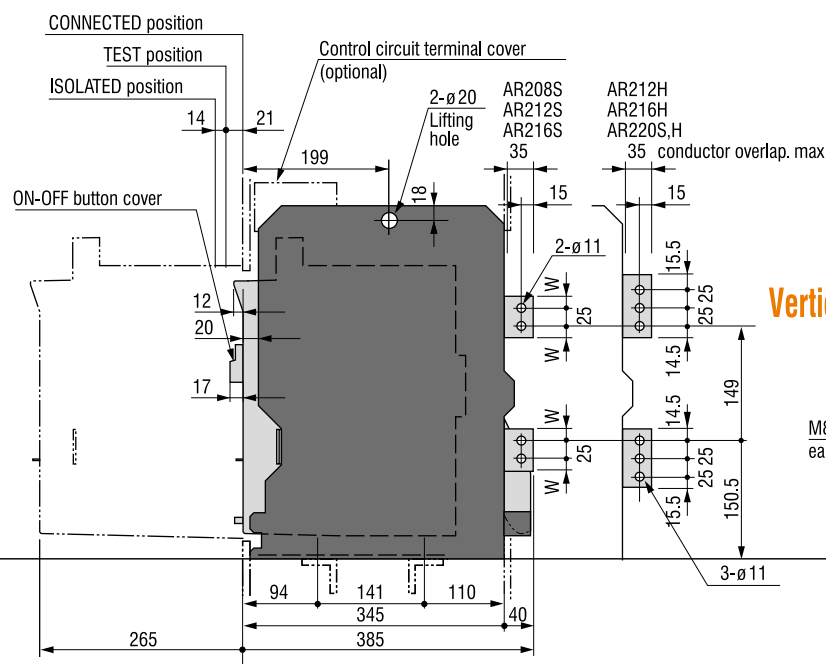 CONNECTED position
TEST position
ISOLATED position
14
21
Control circuit terminal cover
(optional)
2-ø20
Lifting
hole
199
18
AR208S
AR212S
AR216S
35
15
AR212H
AR216H
AR220S,H
35 conductor overlap. max
15
ON-OFF button cover
12
20
17
2-ø11
W
25
W
15.5
25 25
14.5
Vertic
149
W
25
W
14.5
25 25
15.5
150.5
M8
ea
3-ø11
94
141
110
345
40
265
385